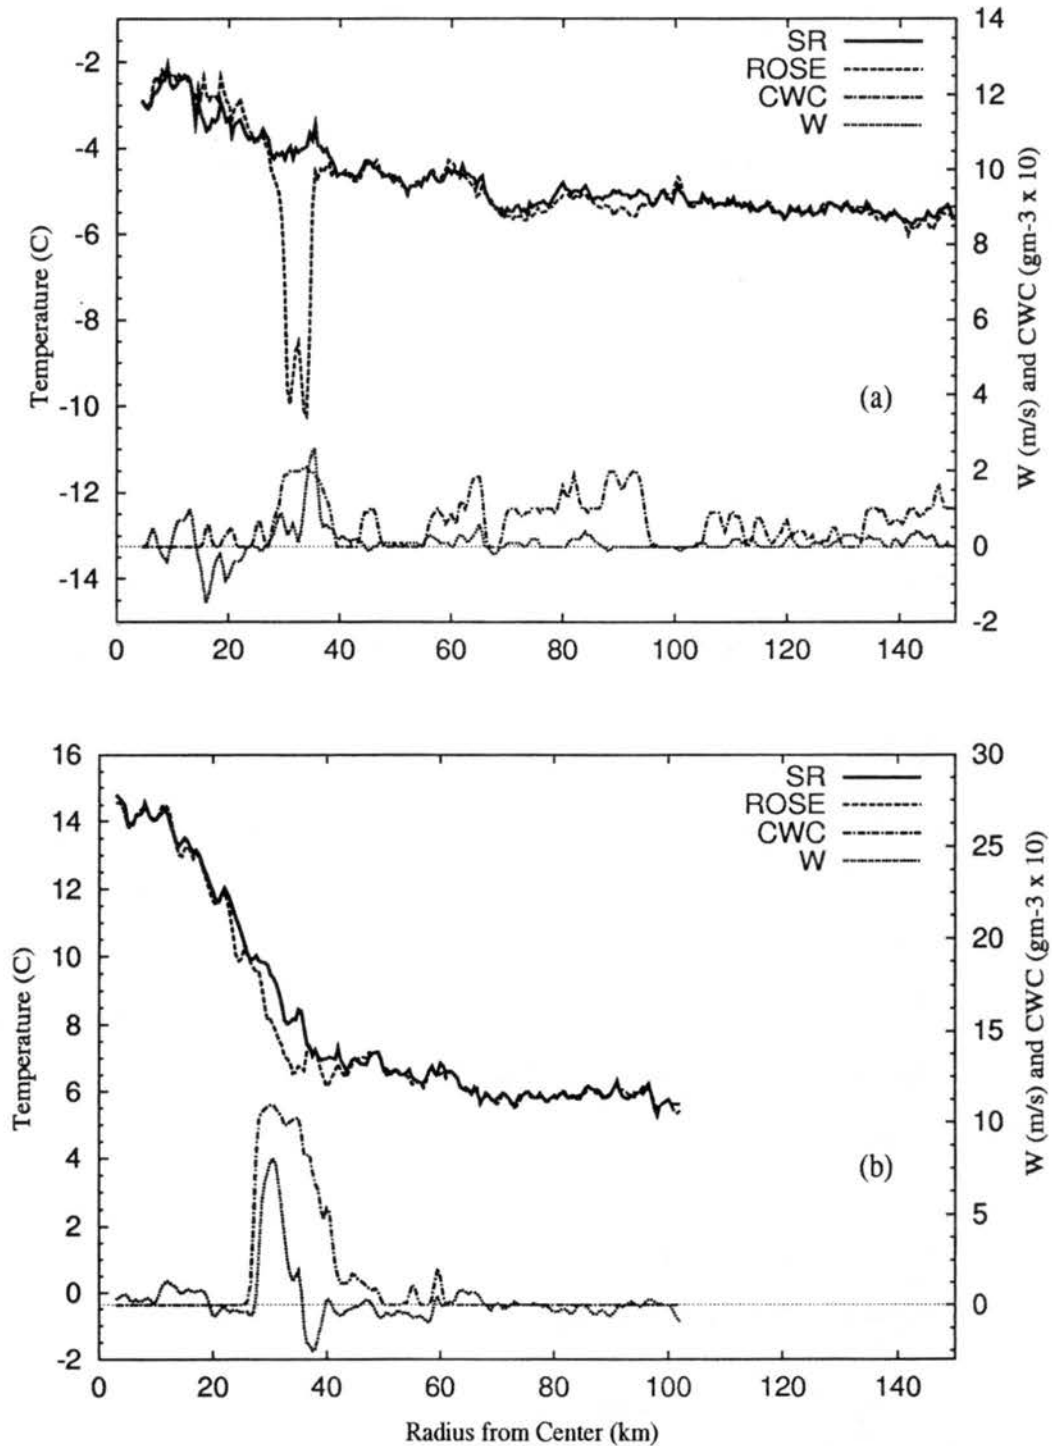 14
-2
SR
12
ROSE
CWC
-4
W
10
-6
8
Temperature (C)
-8
6
W (m/s) and CWC (gm-3 x 10)
-10
(a)
4
2
-12
0
-14
-2
0 20 40 60 80 100 120 140
16
30
SR
14
ROSE
25
CWC
12
W
10
20
Temperature (C)
8
15
W (m/s) and CWC (gm-3 x 10)
6
10
4
(b)
2
5
0
0
-2
0 20 40 60 80 100 120 140
Radius from Center (km)